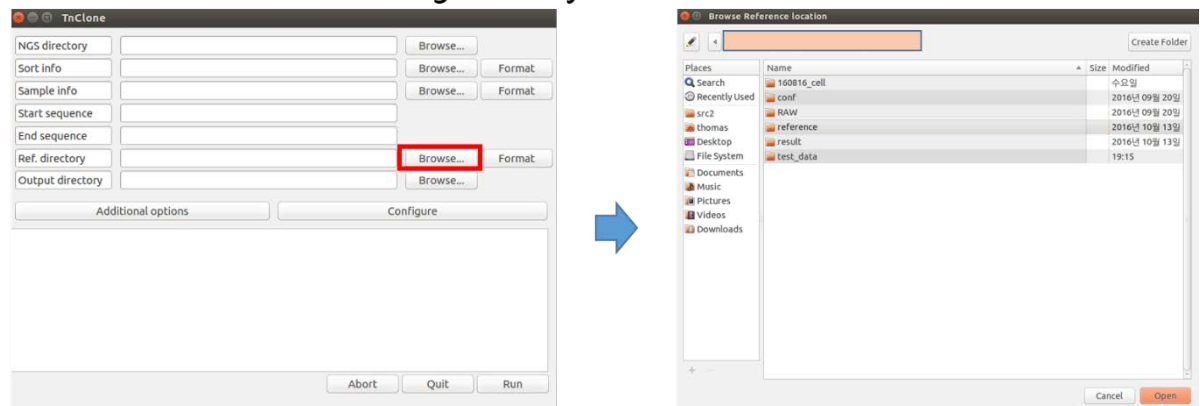 TnClone
NGS directory Browse...
Sort info Browse... Format
Sample info Browse... Format
Start sequence
End sequence
Ref. directory Browse... Format
Output directory Browse...
Additional options Configure
Abort Quit Run
Browse Reference location
Create Folder
Places Name Size Modified
Search 160816_cell 수요일
Recently Used conf 2016년 09월 20일
src2 RAW 2016년 09월 20일
thomas reference 2016년 10월 13일
Desktop result 2016년 10월 13일
File System test_data 19:15
Documents
Music
Pictures
Videos
Downloads
Cancel Open